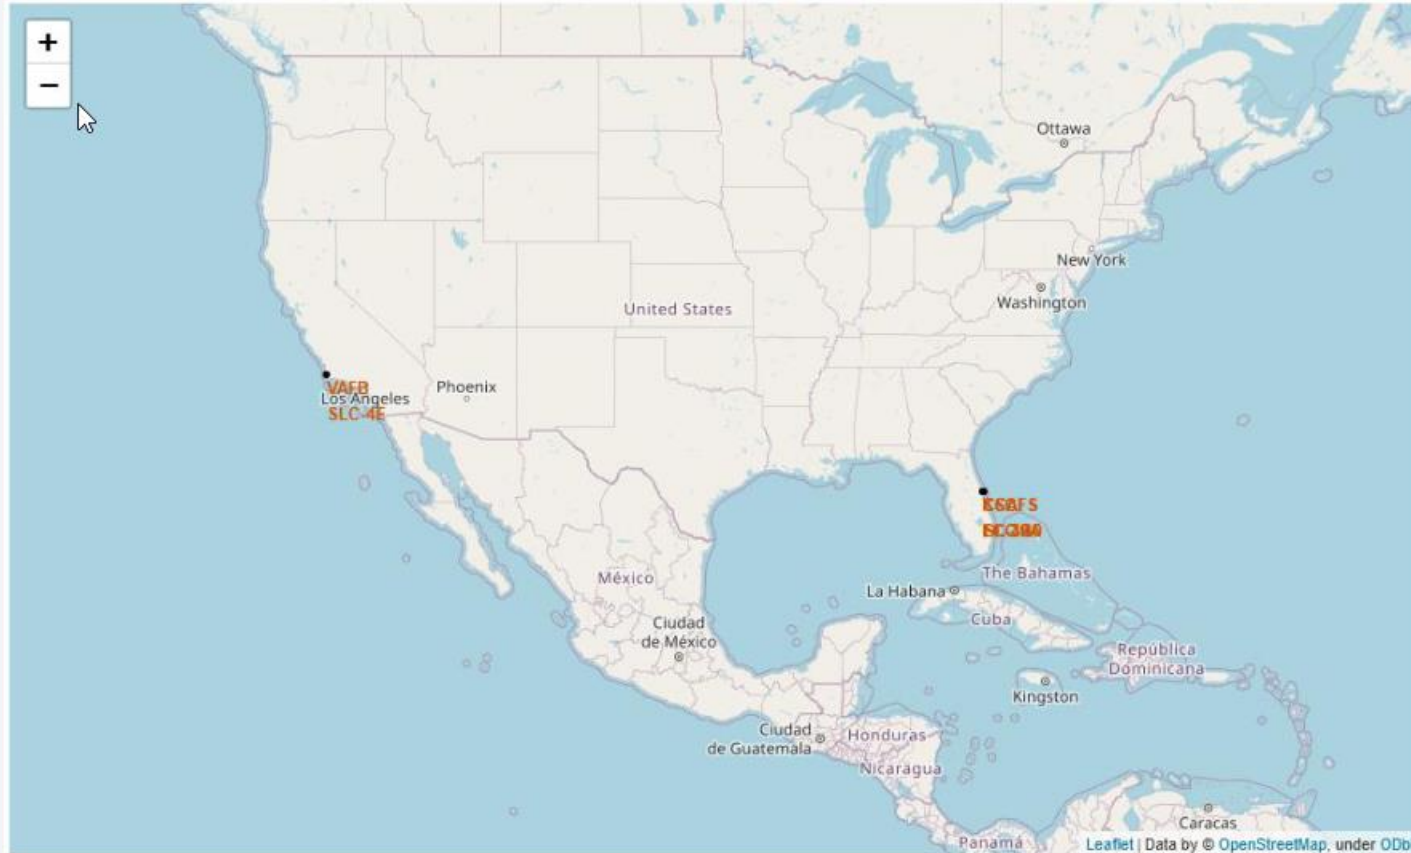 +
−
Ottawa
New York
Washington
United States
VAFB
Los Angeles
SLC-4E
Phoenix
México
Ciudad
de México
La Habana
The Bahamas
Cuba
República
Dominicana
Kingston
Ciudad
de Guatemala
Honduras
Nicaragua
Caracas
Panamá
Leaflet | Data by © OpenStreetMap, under ODb